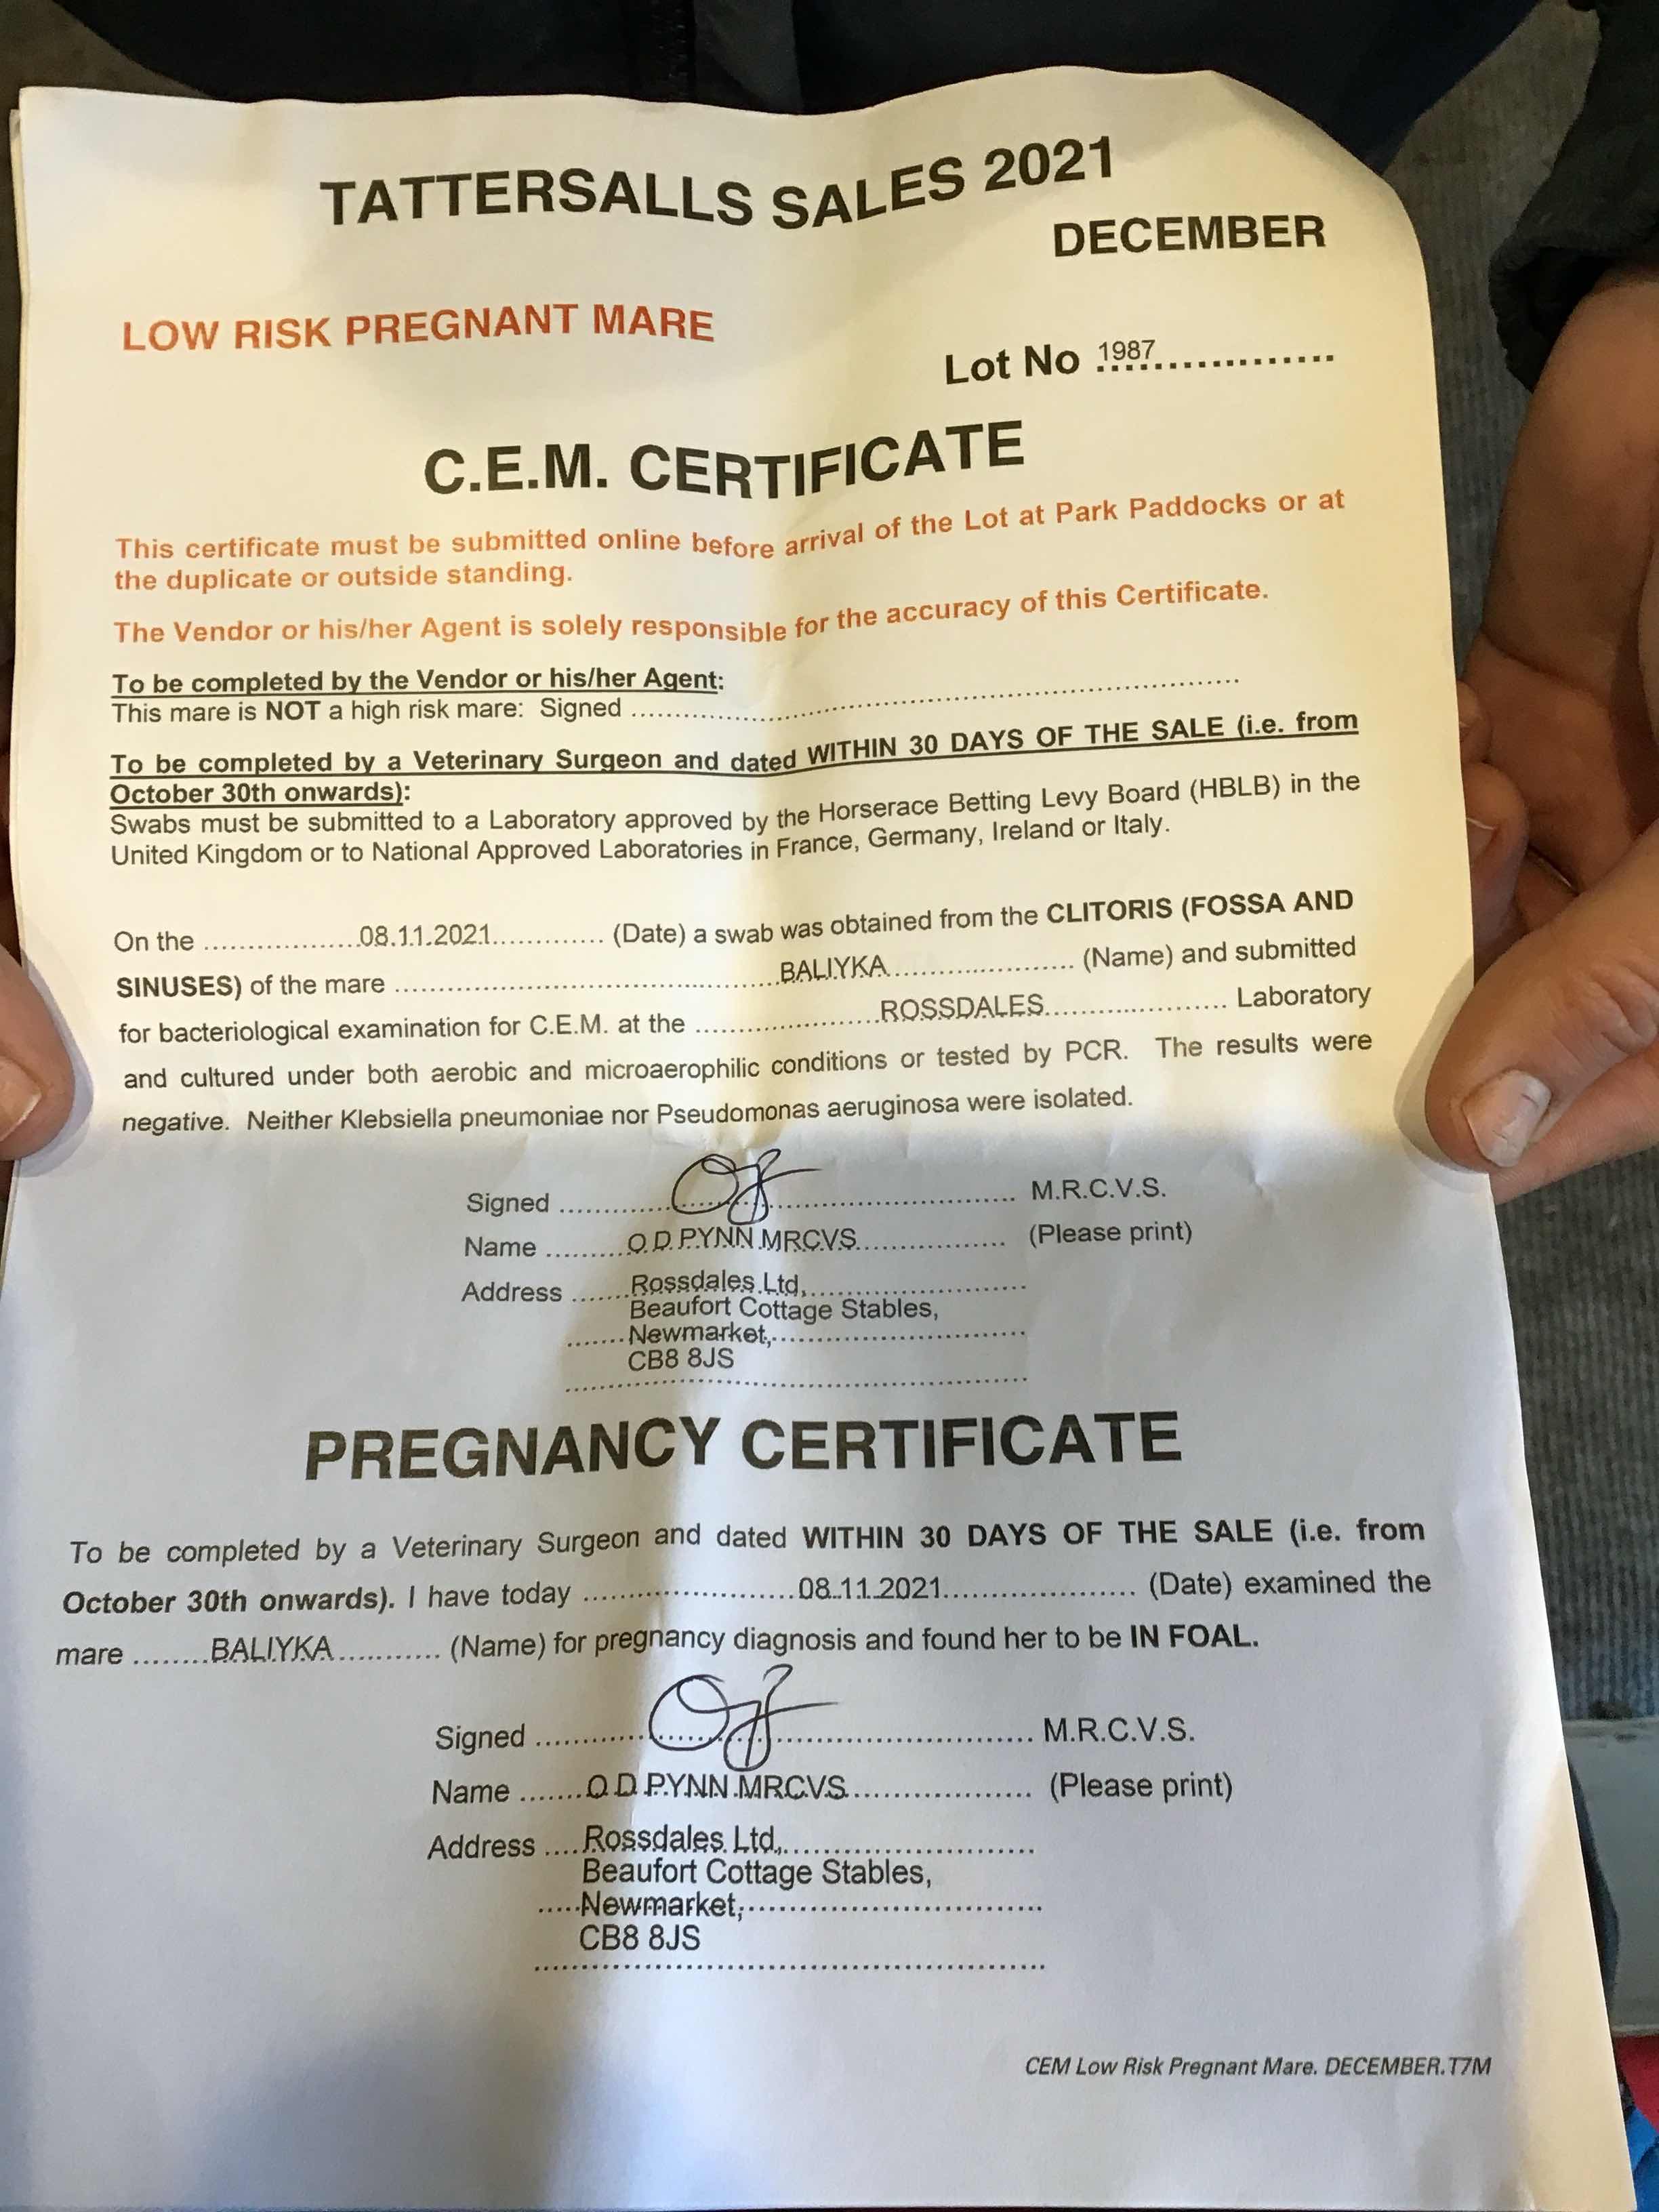 TATTERSALLS SALES 2021
DECEMBER
LOW RISK PREGNANT MARE
Lot No 1987..............
C.E.M. CERTIFICATE
This certificate must be submitted online before arrival of the Lot at Park Paddocks or at
the duplicate or outside standing.
The Vendor or his/her Agent is solely responsible for the accuracy of this Certificate.
To be completed by the Vendor or his/her Agent:
This mare is NOT a high risk mare: Signed ..............................
To be completed by a Veterinary Surgeon and dated WITHIN 30 DAYS OF THE SALE (i.e. from
October 30th onwards):
Swabs must be submitted to a Laboratory approved by the Horserace Betting Levy Board (HBLB) in the
United Kingdom or to National Approved Laboratories in France, Germany, Ireland or Italy.
On the ..................08.11.2021............. (Date) a swab was obtained from the CLITORIS (FOSSA AND
SINUSES) of the mare ..............................BALIYKA...................... (Name) and submitted
for bacteriological examination for C.E.M. at the ......................ROSSDALES..................... Laboratory
and cultured under both aerobic and microaerophilic conditions or tested by PCR. The results were
negative. Neither Klebsiella pneumoniae nor Pseudomonas aeruginosa were isolated.
Signed .............................. M.R.C.V.S.
Name .........O D PYNN MRCVS................. (Please print)
Address .......Rossdales Ltd,.........................
Beaufort Cottage Stables,
.......Newmarket,.............................
CB8 8JS
PREGNANCY CERTIFICATE
To be completed by a Veterinary Surgeon and dated WITHIN 30 DAYS OF THE SALE (i.e. from
October 30th onwards). I have today ......................08.11.2021.................... (Date) examined the
mare ........BALIYKA........... (Name) for pregnancy diagnosis and found her to be IN FOAL.
Signed .............................. M.R.C.V.S.
Name .......O D PYNN MRCVS.................. (Please print)
Address ....Rossdales Ltd,.........................
Beaufort Cottage Stables,
.....Newmarket,..............................
CB8 8JS
CEM Low Risk Pregnant Mare. DECEMBER.T7M